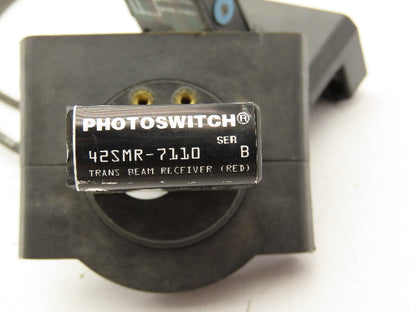 PHOTOSWITCH®
SER
42SMR-7110 B
TRANS BEAM RECEIVER (RED)